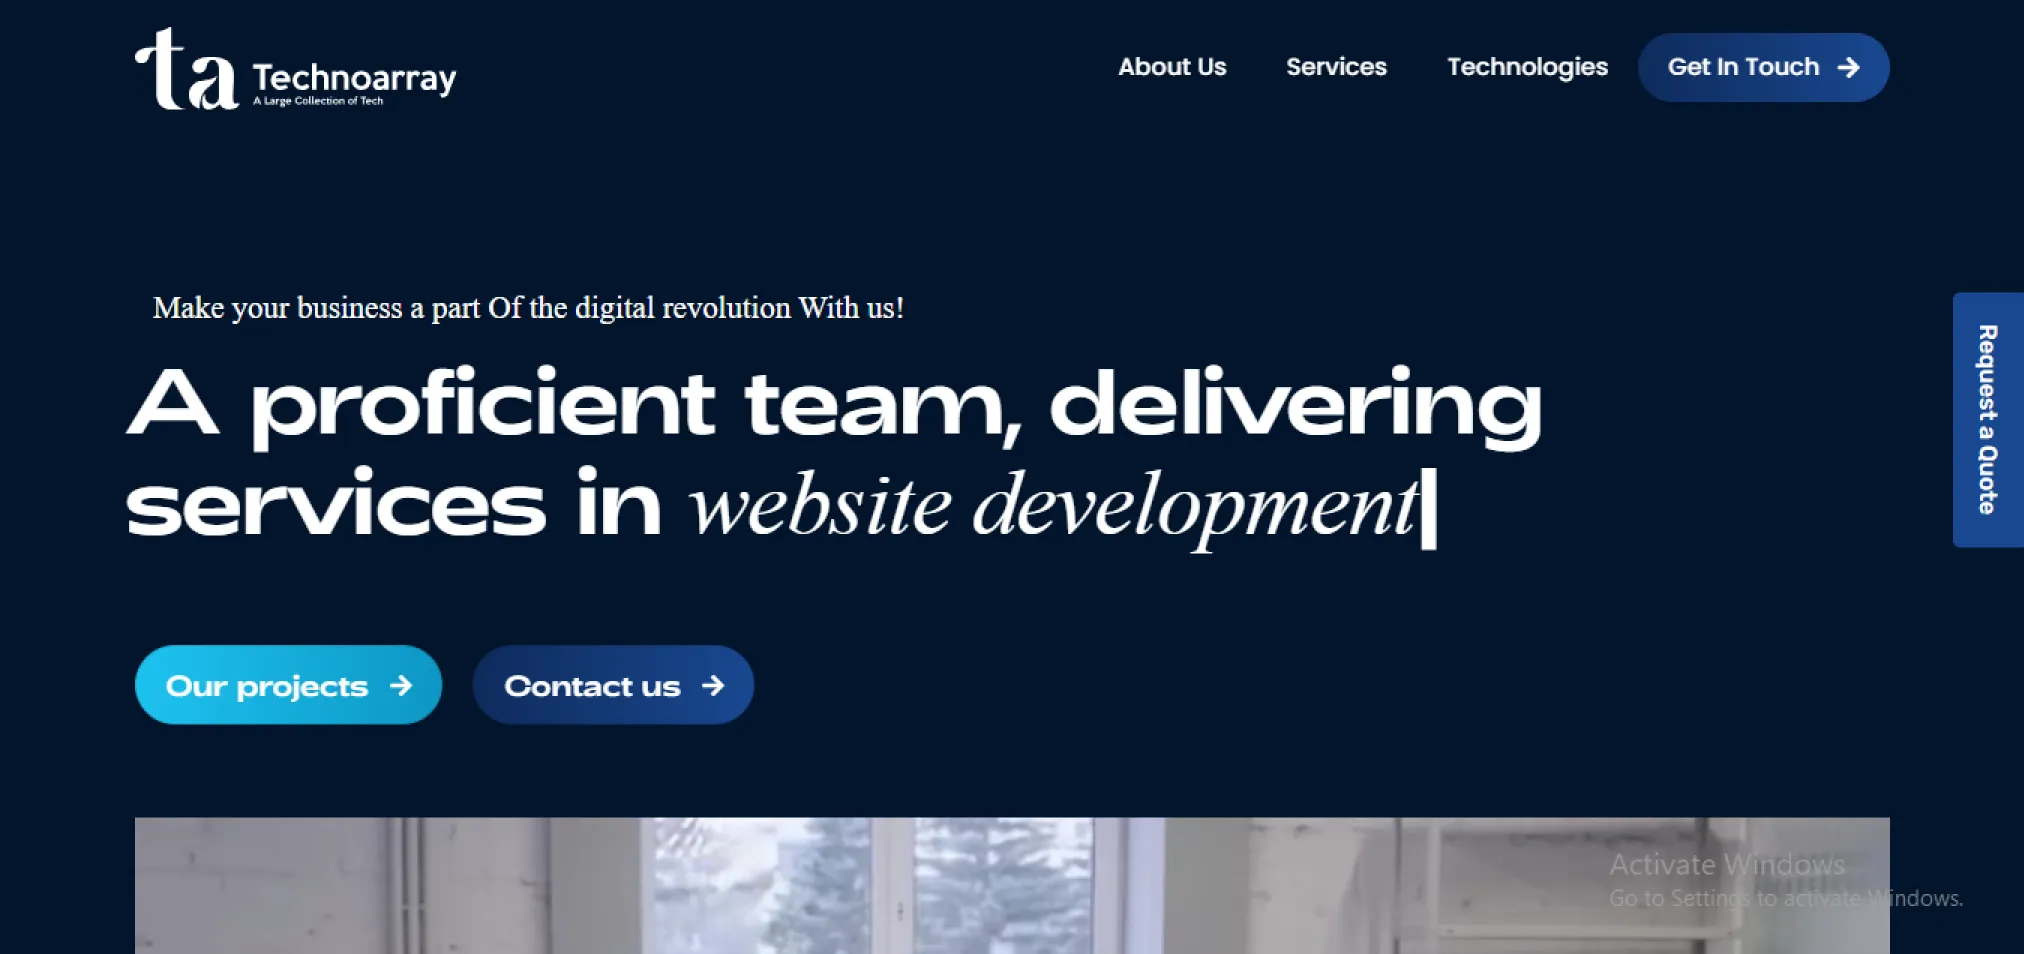 ta Technoarray
A Large Collection of Tech
About Us Services Technologies Get In Touch
Make your business a part Of the digital revolution With us!
A proficient team, delivering
services in website development
Request a Quote
Our projects Contact us
Activate Windows
Go to Settings to activate Windows.